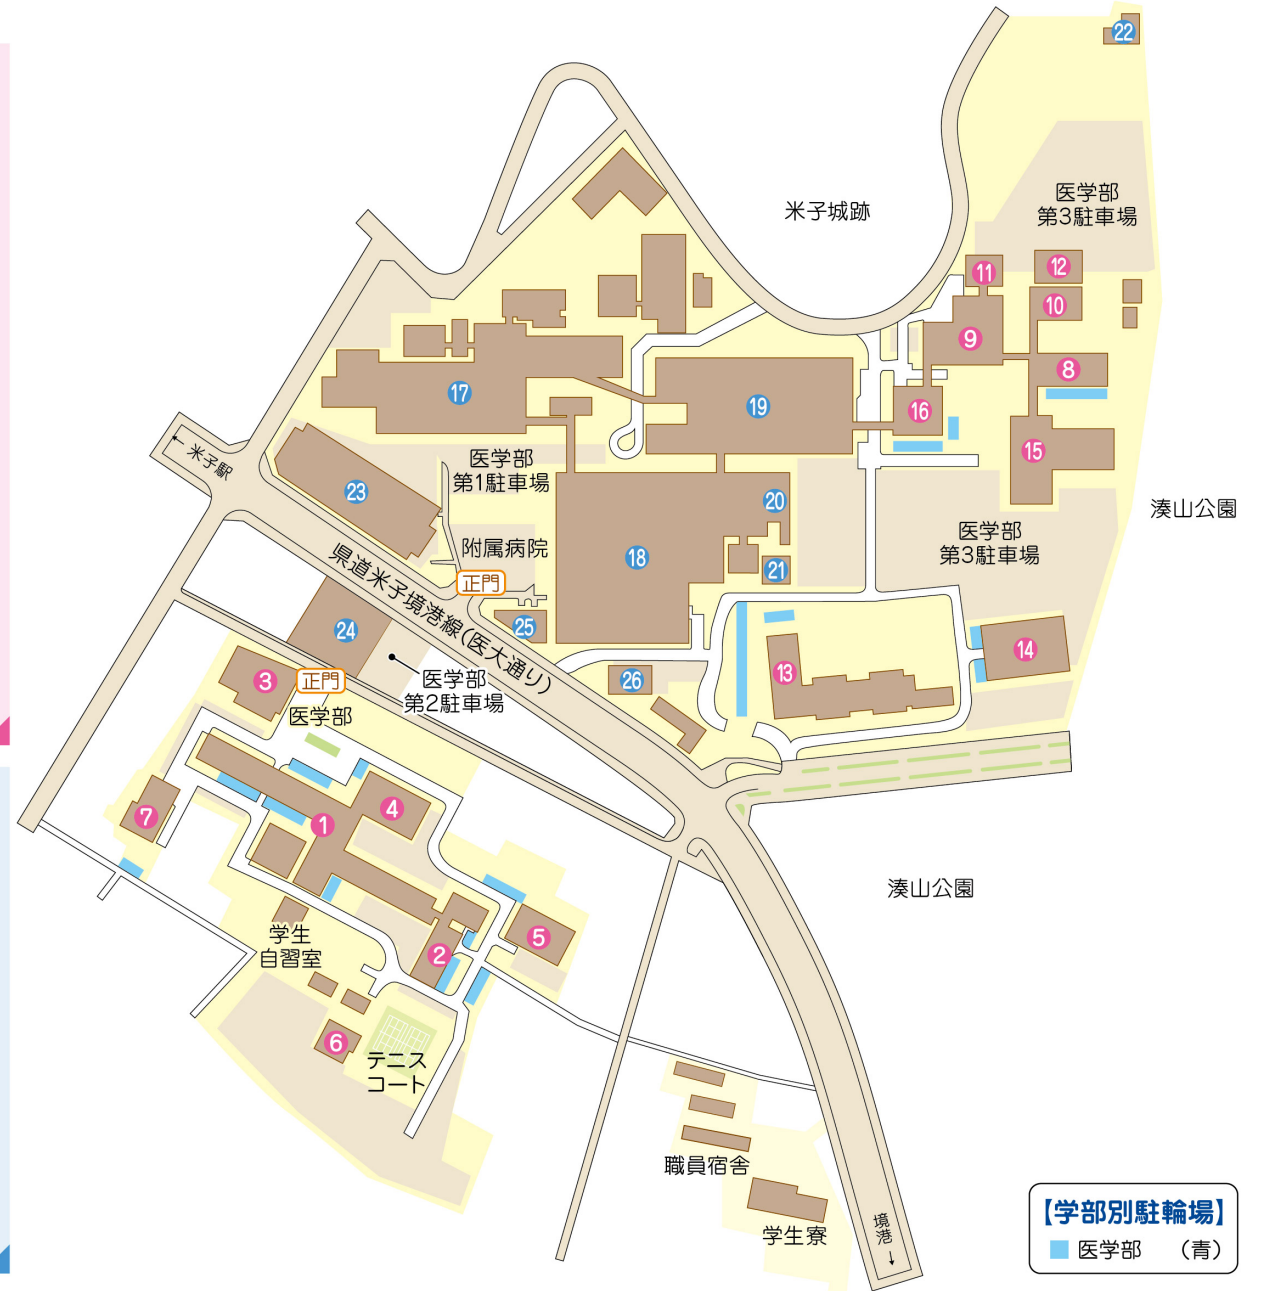 22
医学部
第3駐車場
米子城跡
11
12
10
9
8
17
19
16
15
米子駅
医学部
第1駐車場
23
20
湊山公園
附属病院
18
医学部
第3駐車場
県道米子境港線(医大通り)
正門
21
24
25
14
3
正門
医学部
第2駐車場
26
13
医学部
7
1
4
湊山公園
学生
自習室
2
5
6
テニス
コート
職員宿舎
学生寮
境港
【学部別駐輪場】
医学部 (青)